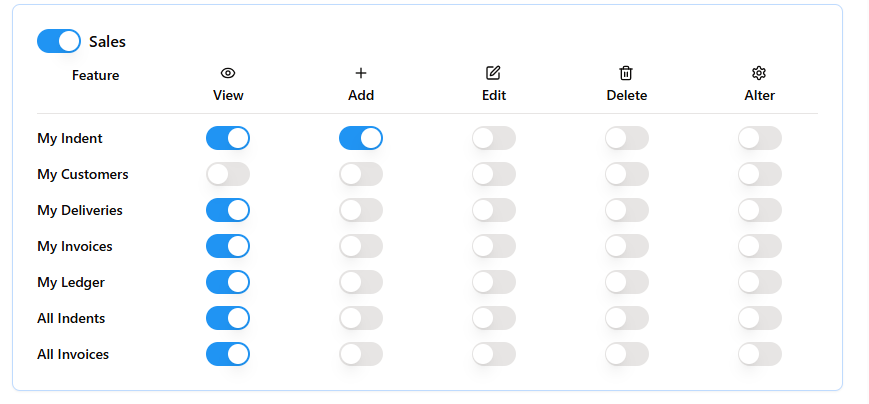 Sales
Feature View Add Edit Delete Alter
My Indent
My Customers
My Deliveries
My Invoices
My Ledger
All Indents
All Invoices